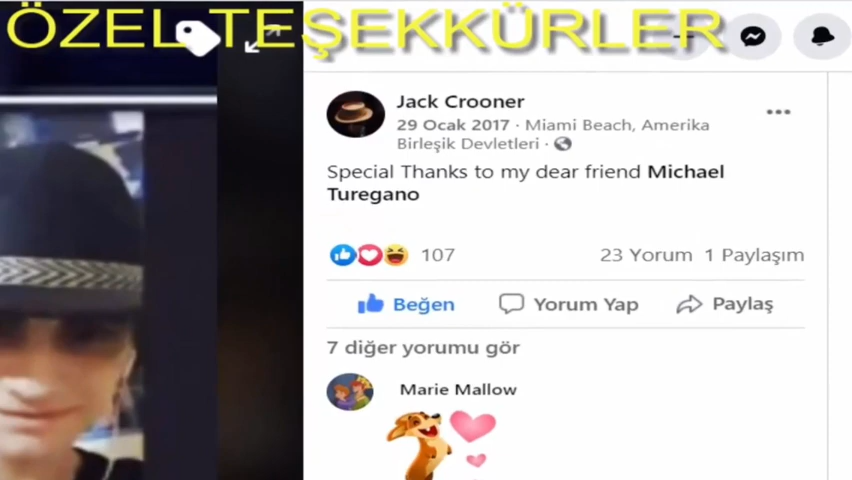 ÖZEL TEŞEKKÜRLER
Jack Crooner
29 Ocak 2017 · Miami Beach, Amerika
Birleşik Devletleri ·
Special Thanks to my dear friend Michael
Turegano
107
23 Yorum 1 Paylaşım
Beğen Yorum Yap Paylaş
7 diğer yorumu gör
Marie Mallow